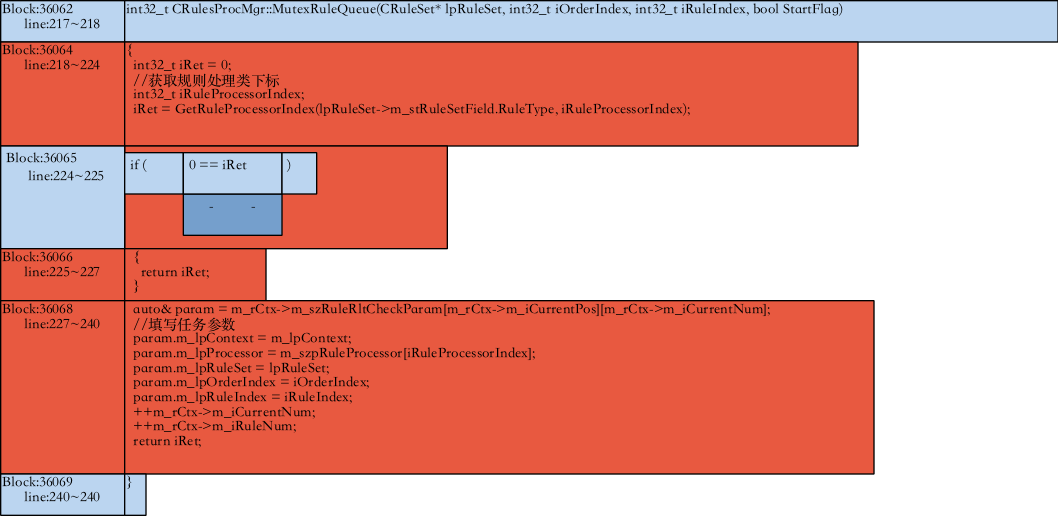 Block:36062
line:217~218
int32_t CRulesProcMgr::MutexRuleQueue(CRuleSet* lpRuleSet, int32_t iOrderIndex, int32_t iRuleIndex, bool StartFlag)
Block:36064
line:218~224
{
int32_t iRet = 0;
//获取规则处理类下标
int32_t iRuleProcessorIndex;
iRet = GetRuleProcessorIndex(lpRuleSet->m_stRuleSetField.RuleType, iRuleProcessorIndex);
Block:36065
line:224~225
if ( 0 == iRet )
- -
Block:36066
line:225~227
{
return iRet;
}
Block:36068
line:227~240
auto& param = m_rCtx->m_szRuleRltCheckParam[m_rCtx->m_iCurrentPos][m_rCtx->m_iCurrentNum];
//填写任务参数
param.m_lpContext = m_lpContext;
param.m_lpProcessor = m_szpRuleProcessor[iRuleProcessorIndex];
param.m_lpRuleSet = lpRuleSet;
param.m_lpOrderIndex = iOrderIndex;
param.m_lpRuleIndex = iRuleIndex;
++m_rCtx->m_iCurrentNum;
++m_rCtx->m_iRuleNum;
return iRet;
Block:36069
line:240~240
}